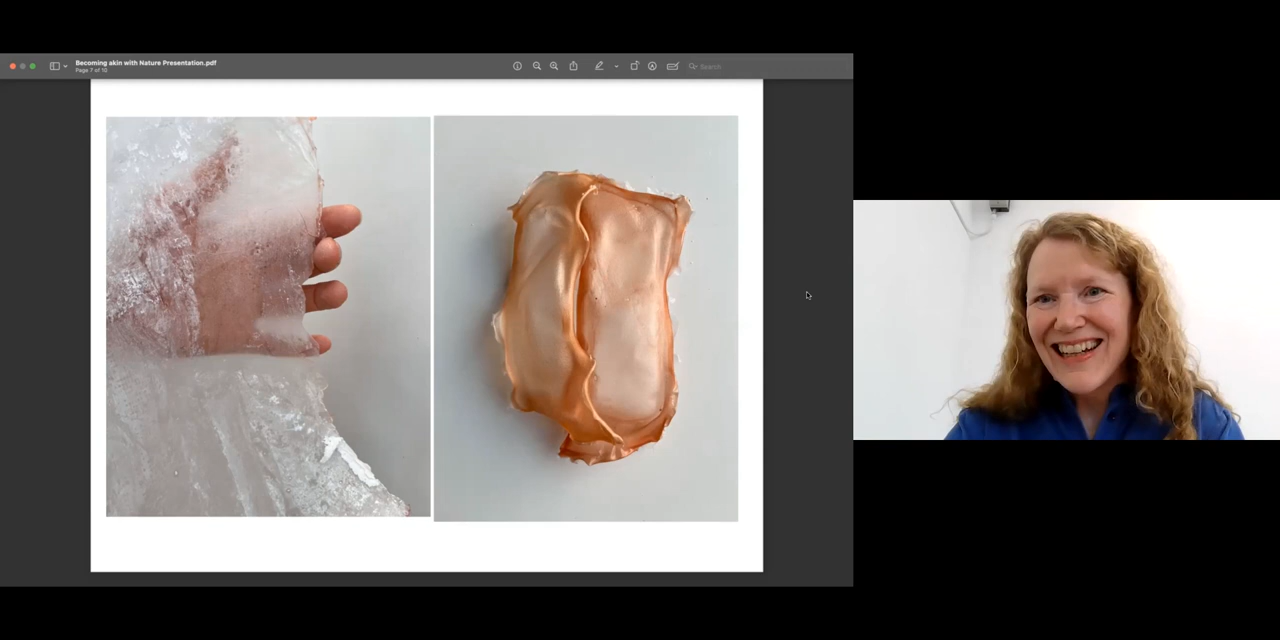 Becoming akin with Nature Presentation.pdf
Page 7 of 10
Search